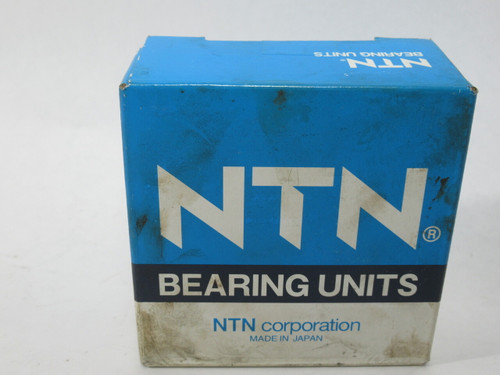 NTN
BEARING UNITS
NTN®
BEARING UNITS
NTN corporation
MADE IN JAPAN